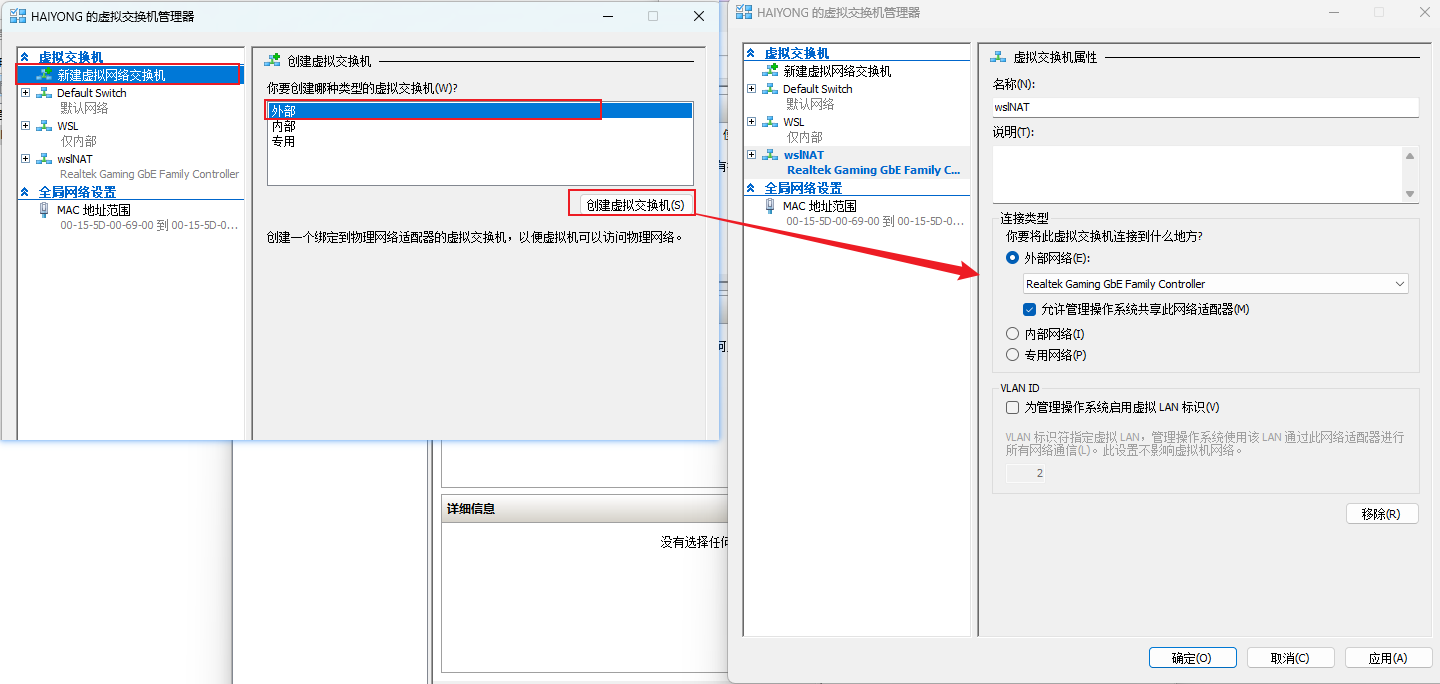 HAIYONG 的虚拟交换机管理器
虚拟交换机
新建虚拟网络交换机
Default Switch
默认网络
WSL
仅内部
wslNAT
Realtek Gaming GbE Family Controller
全局网络设置
MAC 地址范围
00-15-5D-00-69-00 到 00-15-5D-0...
创建虚拟交换机
你要创建哪种类型的虚拟交换机(W)?
外部
内部
专用
创建虚拟交换机(S)
创建一个绑定到物理网络适配器的虚拟交换机，以便虚拟机可以访问物理网络。
详细信息
没有选择任
HAIYONG 的虚拟交换机管理器
虚拟交换机
新建虚拟网络交换机
Default Switch
默认网络
WSL
仅内部
wslNAT
Realtek Gaming GbE Family C...
全局网络设置
MAC 地址范围
00-15-5D-00-69-00 到 00-15-5D-0...
虚拟交换机属性
名称(N):
wslNAT
说明(T):
连接类型
你要将此虚拟交换机连接到什么地方?
外部网络(E):
Realtek Gaming GbE Family Controller
允许管理操作系统共享此网络适配器(M)
内部网络(I)
专用网络(P)
VLAN ID
为管理操作系统启用虚拟 LAN 标识(V)
VLAN 标识符指定虚拟 LAN，管理操作系统使用该 LAN 通过此网络适配器进行
所有网络通信(L)。此设置不影响虚拟机网络。
2
移除(R)
确定(O)
取消(C)
应用(A)